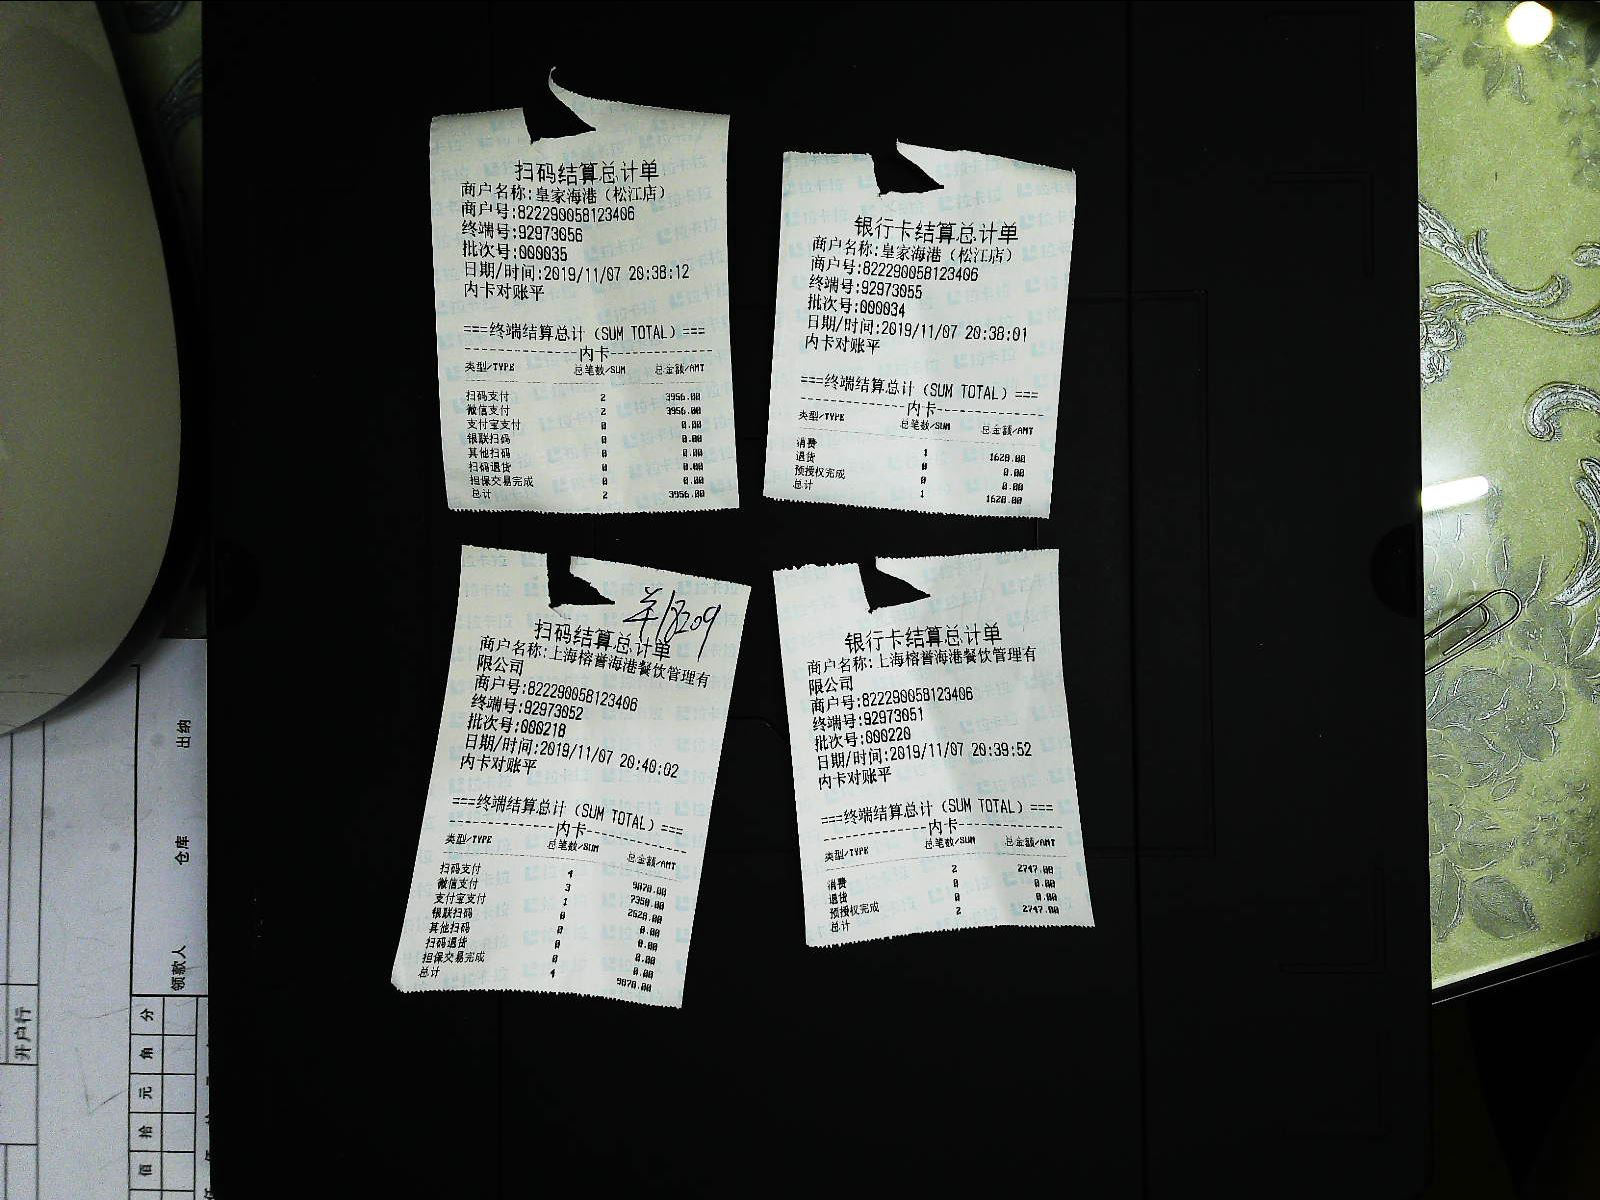 扫码结算总计单
商户名称:皇家海港（松江店）
商户号:822290058123406
终端号:92973056
批次号:000035
日期/时间:2019/11/07 20:38:12
内卡对账平
===终端结算总计（SUM TOTAL）===
内卡
类型/TYPE 总笔数/SUM 总金额/AMT
扫码支付 2 3956.00
微信支付 2 3956.00
支付宝支付 0 0.00
银联扫码 0 0.00
其他扫码 0 0.00
扫码退货 0 0.00
担保交易完成 0 0.00
总计 2 3956.00
银行卡结算总计单
商户名称:皇家海港（松江店）
商户号:822290058123406
终端号:92973055
批次号:000034
日期/时间:2019/11/07 20:38:01
内卡对账平
===终端结算总计（SUM TOTAL）===
内卡
类型/TYPE 总笔数/SUM 总金额/AMT
消费 1 1628.00
退货 0 0.00
预授权完成 0 0.00
总计 1 1628.00
¥18209
扫码结算总计单
商户名称:上海榕誉海港餐饮管理有
限公司
商户号:822290058123406
终端号:92973052
批次号:000218
日期/时间:2019/11/07 20:40:02
内卡对账平
===终端结算总计（SUM TOTAL）===
内卡
类型/TYPE 总笔数/SUM 总金额/AMT
扫码支付 4 9878.00
微信支付 3 7350.00
支付宝支付 1 2528.00
银联扫码 0 0.00
其他扫码 0 0.00
扫码退货 0 0.00
担保交易完成 0 0.00
总计 4 9878.00
银行卡结算总计单
商户名称:上海榕誉海港餐饮管理有
限公司
商户号:822290058123406
终端号:92973051
批次号:000220
日期/时间:2019/11/07 20:39:52
内卡对账平
===终端结算总计（SUM TOTAL）===
内卡
类型/TYPE 总笔数/SUM 总金额/AMT
消费 2 2747.00
退货 0 0.00
预授权完成 0 0.00
总计 2 2747.00
出纳
仓库
领款人
开户行
分
角
元
拾
佰